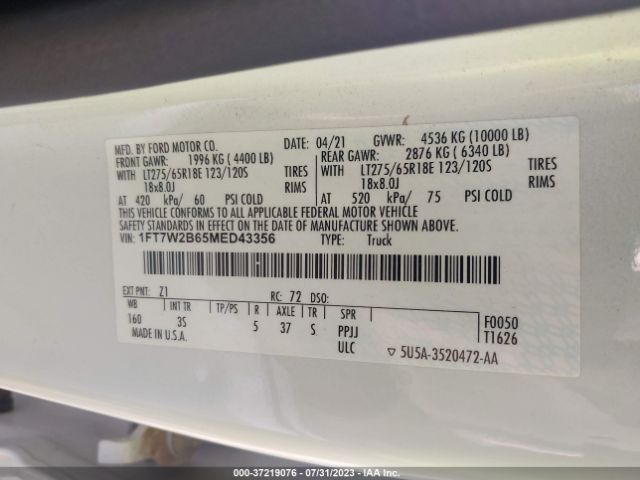 MFD. BY FORD MOTOR CO. DATE: 04/21 GVWR: 4536 KG (10000 LB)
FRONT GAWR: 1996 KG (4400 LB) REAR GAWR: 2876 KG (6340 LB)
WITH LT275/65R18E 123/120S TIRES WITH LT275/65R18E 123/120S TIRES
18x8.0J RIMS 18x8.0J RIMS
AT 420 kPa/ 60 PSI COLD AT 520 kPa/ 75 PSI COLD
THIS VEHICLE CONFORMS TO ALL APPLICABLE FEDERAL MOTOR VEHICLE
SAFETY STANDARDS IN EFFECT ON THE DATE OF MANUFACTURE SHOWN ABOVE.
VIN: 1FT7W2B65MED43356 TYPE: Truck
EXT PNT: Z1 RC: 72 DSO:
WB INT TR TP/PS R AXLE TR SPR
160 3S 5 37 S PPJJ F0050
MADE IN U.S.A. ULC T1626
▽ 5U5A-3520472-AA
000-37219076 - 07/31/2023 - IAA Inc.